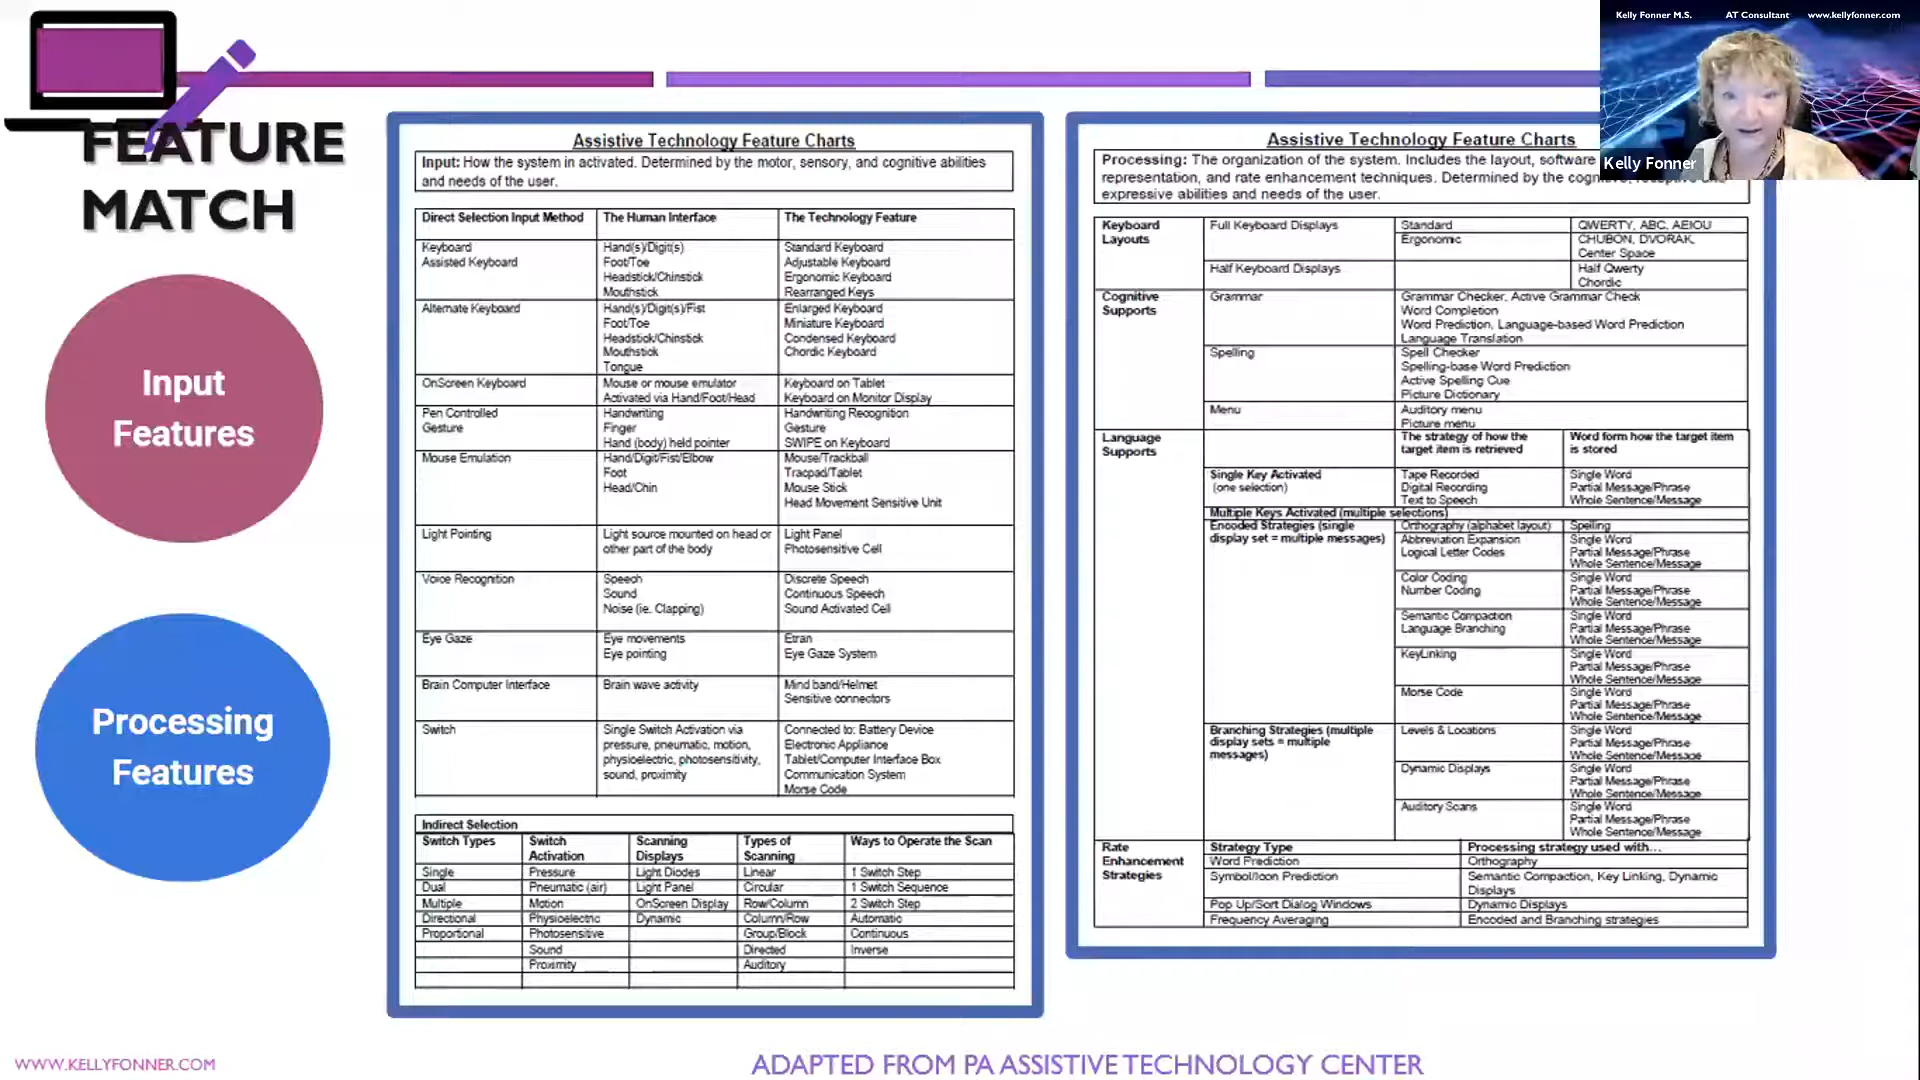 Kelly Fonner M.S. AT Consultant www.kellyfonner.com
Kelly Fonner
FEATURE
MATCH
Input
Features
Processing
Features
Assistive Technology Feature Charts
Input: How the system in activated. Determined by the motor, sensory, and cognitive abilities
and needs of the user.
Direct Selection Input Method The Human Interface The Technology Feature
Keyboard Hand(s)/Digit(s) Standard Keyboard
Assisted Keyboard Foot/Toe Adjustable Keyboard
Headstick/Chinstick Ergonomic Keyboard
Mouthstick Rearranged Keys
Alternate Keyboard Hand(s)/Digit(s)/Fist Enlarged Keyboard
Foot/Toe Miniature Keyboard
Headstick/Chinstick Condensed Keyboard
Mouthstick Chordic Keyboard
Tongue
OnScreen Keyboard Mouse or mouse emulator Keyboard on Tablet
Activated via Hand/Foot/Head Keyboard on Monitor Display
Pen Controlled Handwriting Handwriting Recognition
Gesture Finger Gesture
Hand (body) held pointer SWIPE on Keyboard
Mouse Emulation Hand/Digit/Fist/Elbow Mouse/Trackball
Foot Tracpad/Tablet
Head/Chin Mouse Stick
Head Movement Sensitive Unit
Light Pointing Light source mounted on head or Light Panel
other part of the body Photosensitive Cell
Voice Recognition Speech Discrete Speech
Sound Continuous Speech
Noise (ie. Clapping) Sound Activated Cell
Eye Gaze Eye movements Etran
Eye pointing Eye Gaze System
Brain Computer Interface Brain wave activity Mind band/Helmet
Sensitive connectors
Switch Single Switch Activation via Connected to: Battery Device
pressure, pneumatic, motion, Electronic Appliance
physioelectric, photosensitivity, Tablet/Computer Interface Box
sound, proximity Communication System
Morse Code
Indirect Selection
Switch Types Switch Scanning Types of Ways to Operate the Scan
Activation Displays Scanning
Single Pressure Light Diodes Linear 1 Switch Step
Dual Pneumatic (air) Light Panel Circular 1 Switch Sequence
Multiple Motion OnScreen Display Row/Column 2 Switch Step
Directional Physioelectric Dynamic Column/Row Automatic
Proportional Photosensitive Group/Block Continuous
Sound Directed Inverse
Proximity Auditory
Assistive Technology Feature Charts
Processing: The organization of the system. Includes the layout, software
representation, and rate enhancement techniques. Determined by the
expressive abilities and needs of the user.
Keyboard Full Keyboard Displays Standard QWERTY, ABC, AEIOU
Layouts Ergonomic CHUBON, DVORAK,
Center Space
Half Keyboard Displays Half Qwerty
Chordic
Cognitive Grammar Grammar Checker, Active Grammar Check
Supports Word Completion
Word Prediction, Language-based Word Prediction
Language Translation
Spelling Spell Checker
Spelling-base Word Prediction
Active Spelling Cue
Picture Dictionary
Menu Auditory menu
Picture menu
Language The strategy of how the Word form how the target item
Supports target item is retrieved is stored
Single Key Activated Tape Recorded Single Word
(one selection) Digital Recording Partial Message/Phrase
Text to Speech Whole Sentence/Message
Multiple Keys Activated (multiple selections)
Encoded Strategies (single Orthography (alphabet layout) Spelling
display set = multiple messages) Abbreviation Expansion Single Word
Logical Letter Codes Partial Message/Phrase
Whole Sentence/Message
Color Coding Single Word
Number Coding Partial Message/Phrase
Whole Sentence/Message
Semantic Compaction Single Word
Language Branching Partial Message/Phrase
Whole Sentence/Message
KeyLinking Single Word
Partial Message/Phrase
Whole Sentence/Message
Morse Code Single Word
Partial Message/Phrase
Whole Sentence/Message
Branching Strategies (multiple Levels & Locations Single Word
display sets = multiple Partial Message/Phrase
messages) Whole Sentence/Message
Dynamic Displays Single Word
Partial Message/Phrase
Whole Sentence/Message
Auditory Scans Single Word
Partial Message/Phrase
Whole Sentence/Message
Rate Strategy Type Processing strategy used with...
Enhancement Word Prediction Orthography
Strategies Symbol/Icon Prediction Semantic Compaction, Key Linking, Dynamic
Displays
Pop Up/Sort Dialog Windows Dynamic Displays
Frequency Averaging Encoded and Branching strategies
WWW.KELLYFONNER.COM
ADAPTED FROM PA ASSISTIVE TECHNOLOGY CENTER